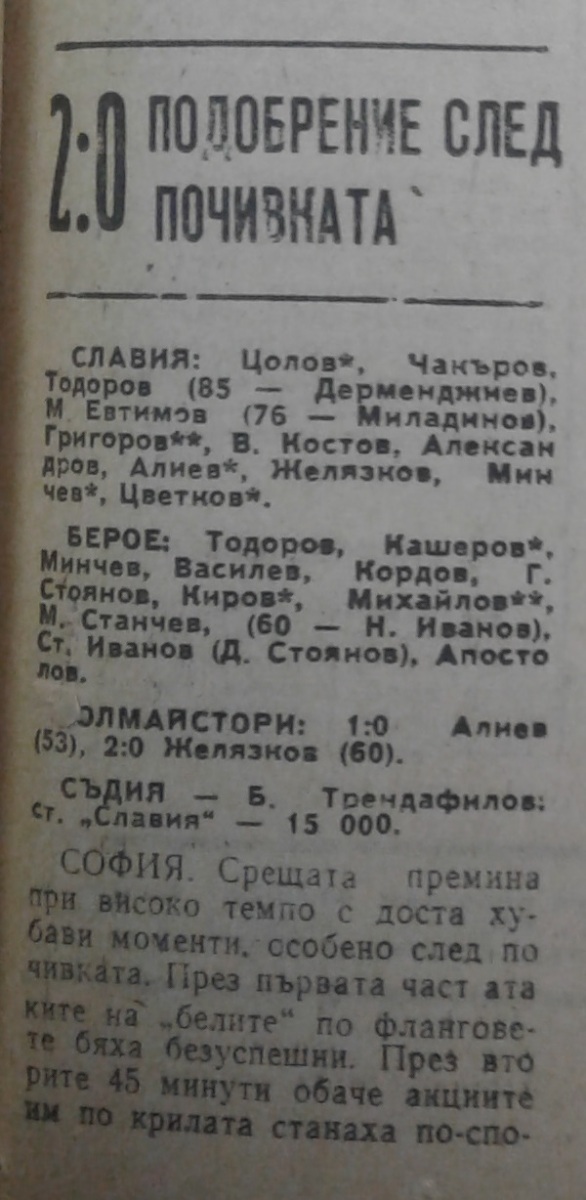 2:0 ПОДОБРЕНИЕ СЛЕД
ПОЧИВКАТА
СЛАВИЯ: Цолов*, Чакъров,
Тодоров (85 — Дерменджиев),
М. Евтимов (76 — Миладинов),
Григоров**, В. Костов, Алексан
дров, Алиев*, Желязков, Мин
чев*, Цветков*.
БЕРОЕ: Тодоров, Кашеров*,
Минчев, Василев, Кордов, Г.
Стоянов, Киров*, Михайлов**,
М. Станчев, (60 — Н. Иванов),
Ст. Иванов (Д. Стоянов), Апосто
лов.
ОЛМАЙСТОРИ: 1:0 Алиев
(53), 2:0 Желязков (60).
СЪДИЯ — Б. Трендафилов;
ст. „Славия“ — 15 000.
СОФИЯ. Срещата премина
при високо темпо с доста ху-
бави моменти, особено след по
чивката. През първата част ата
ките на „белите“ по флангове-
те бяха безуспешни. През вто
рите 45 минути обаче акциите
им по крилата станаха по-спо-